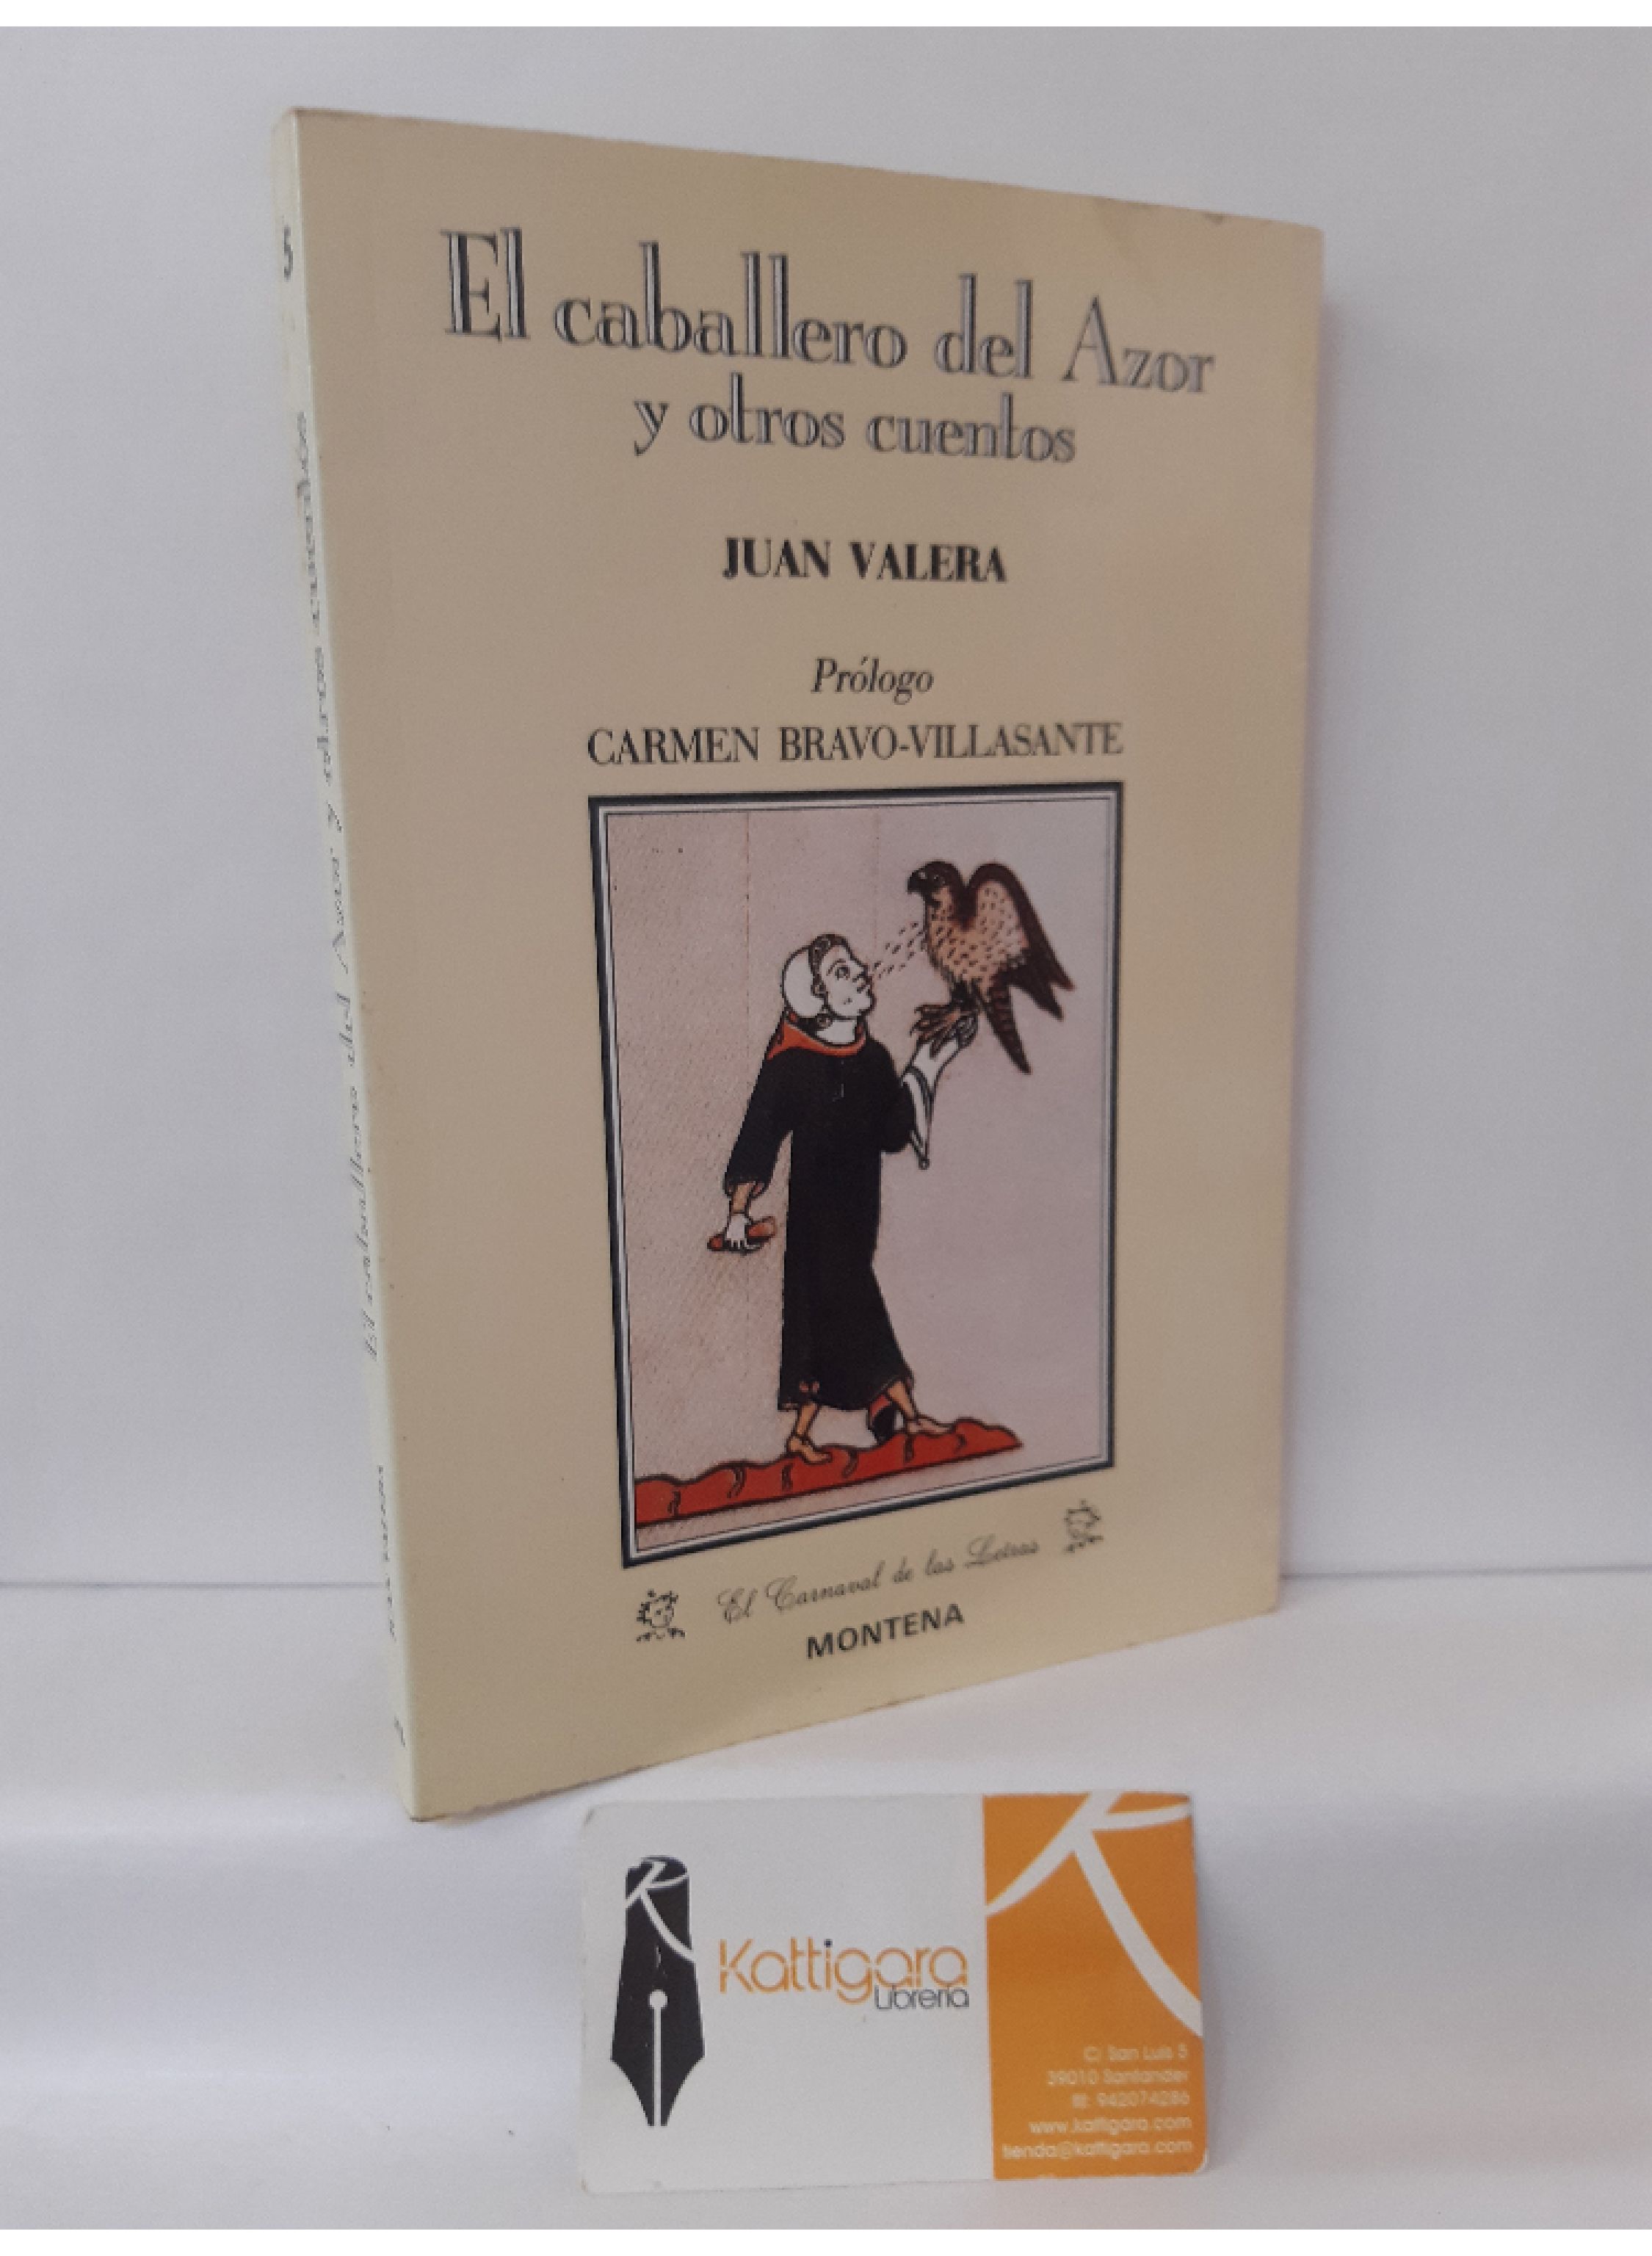 El caballero del Azor
y otros cuentos
JUAN VALERA
Prólogo
CARMEN BRAVO-VILLASANTE
El Carnaval de las Letras
MONTENA
5
El caballero del Azor y otros cuentos
Kattigara
Librería
C/ San Luis 5
39010 Santander
tlf: 942074286
www.kattigara.com
tienda@kattigara.com